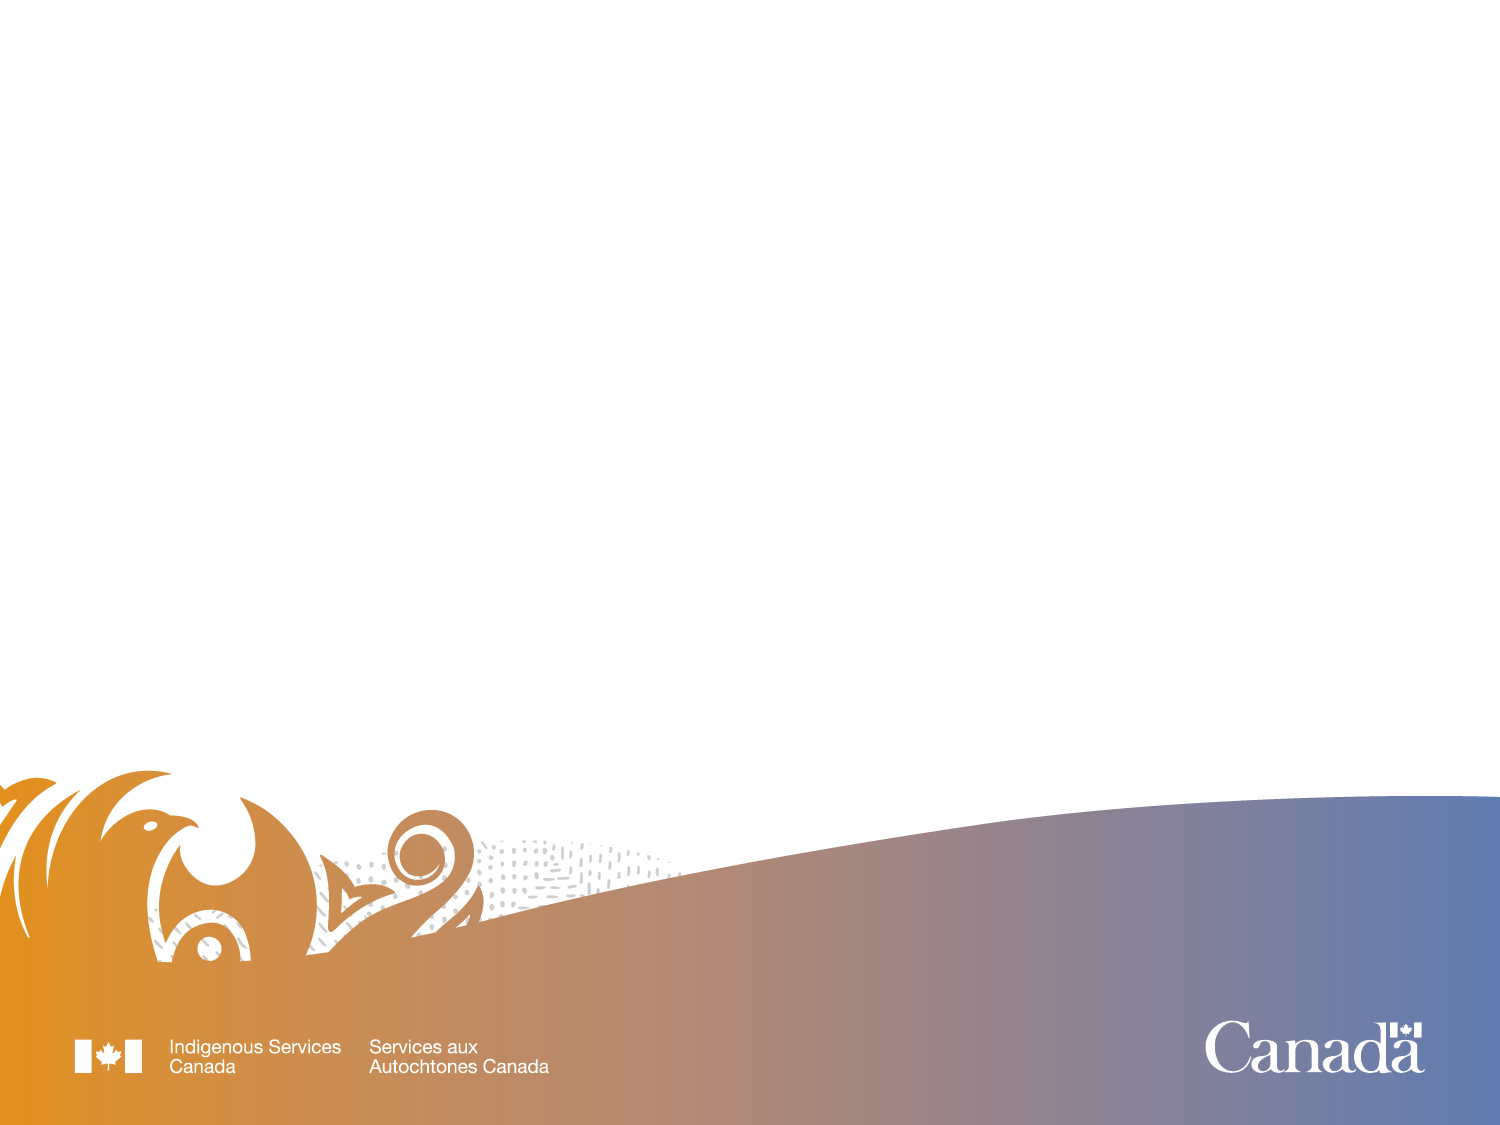 Indigenous Services
Canada
Services aux
Autochtones Canada
Canada